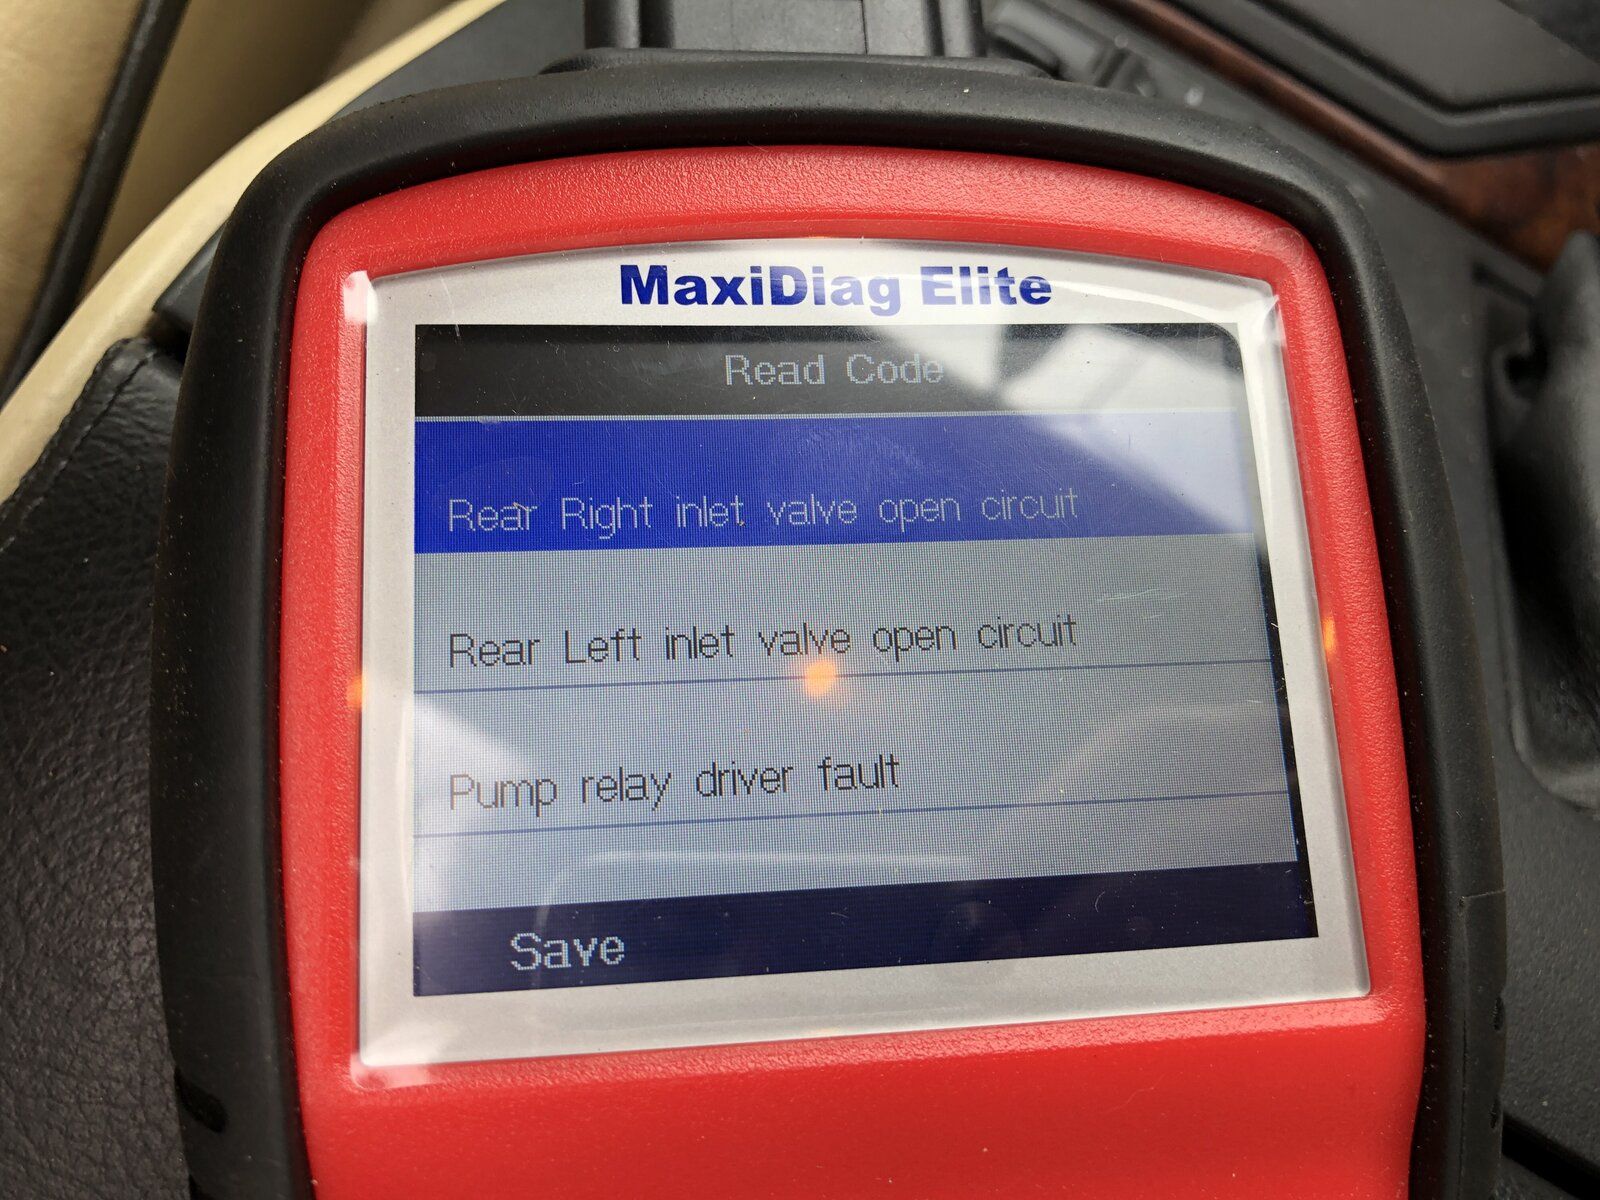 MaxiDiag Elite
Read Code
Rear Right inlet valve open circuit
Rear Left inlet valve open circuit
Pump relay driver fault
Save